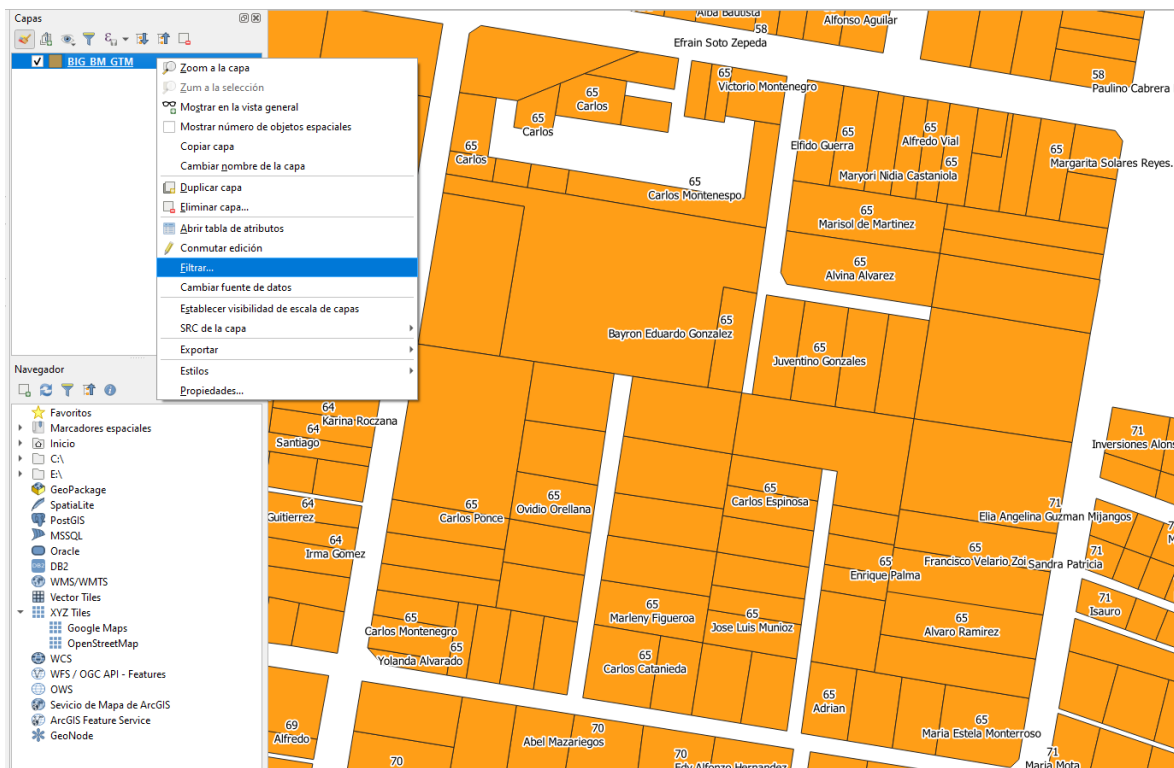 Capas
BIG_BM_GTM
Zoom a la capa
Zum a la selección
Mostrar en la vista general
Mostrar número de objetos espaciales
Copiar capa
Cambiar nombre de la capa
Duplicar capa
Eliminar capa...
Abrir tabla de atributos
Conmutar edición
Filtrar...
Cambiar fuente de datos
Establecer visibilidad de escala de capas
SRC de la capa
Exportar
Estilos
Propiedades...
Navegador
Favoritos
Marcadores espaciales
Inicio
C:\
E:\
GeoPackage
SpatiaLite
PostGIS
MSSQL
Oracle
DB2
WMS/WMTS
Vector Tiles
XYZ Tiles
Google Maps
OpenStreetMap
WCS
WFS / OGC API - Features
OWS
Sevicio de Mapa de ArcGIS
ArcGIS Feature Service
GeoNode
Alba Bautista
Alfonso Aguilar
58
Efrain Soto Zepeda
65
Victorio Montenegro
58
Paulino Cabrera
65
Carlos
65
Carlos
65
Carlos
65
Elfido Guerra
65
Alfredo Vial
65
Maryori Nidia Castaniola
65
Margarita Solares Reyes.
65
Carlos Montenespo
65
Marisol de Martinez
65
Alvina Alvarez
65
Bayron Eduardo Gonzalez
65
Juventino Gonzales
64
Karina Roczana
64
Santiago
71
Inversiones Alons
65
Carlos Espinosa
65
Ovidio Orellana
65
Carlos Ponce
64
Guitierrez
64
Irma Gomez
71
Elia Angelina Guzman Mijangos
65
Francisco Velario Zoi
71
Sandra Patricia
65
Enrique Palma
71
Isauro
65
Marleny Figueroa
65
Jose Luis Munioz
65
Alvaro Ramirez
65
Carlos Montenegro
65
Yolanda Alvarado
65
Carlos Catanieda
65
Adrian
65
Maria Estela Monterroso
69
Alfredo
70
Abel Mazariegos
70
Edy Alfonzo Hernandez
70
71
Maria Mota